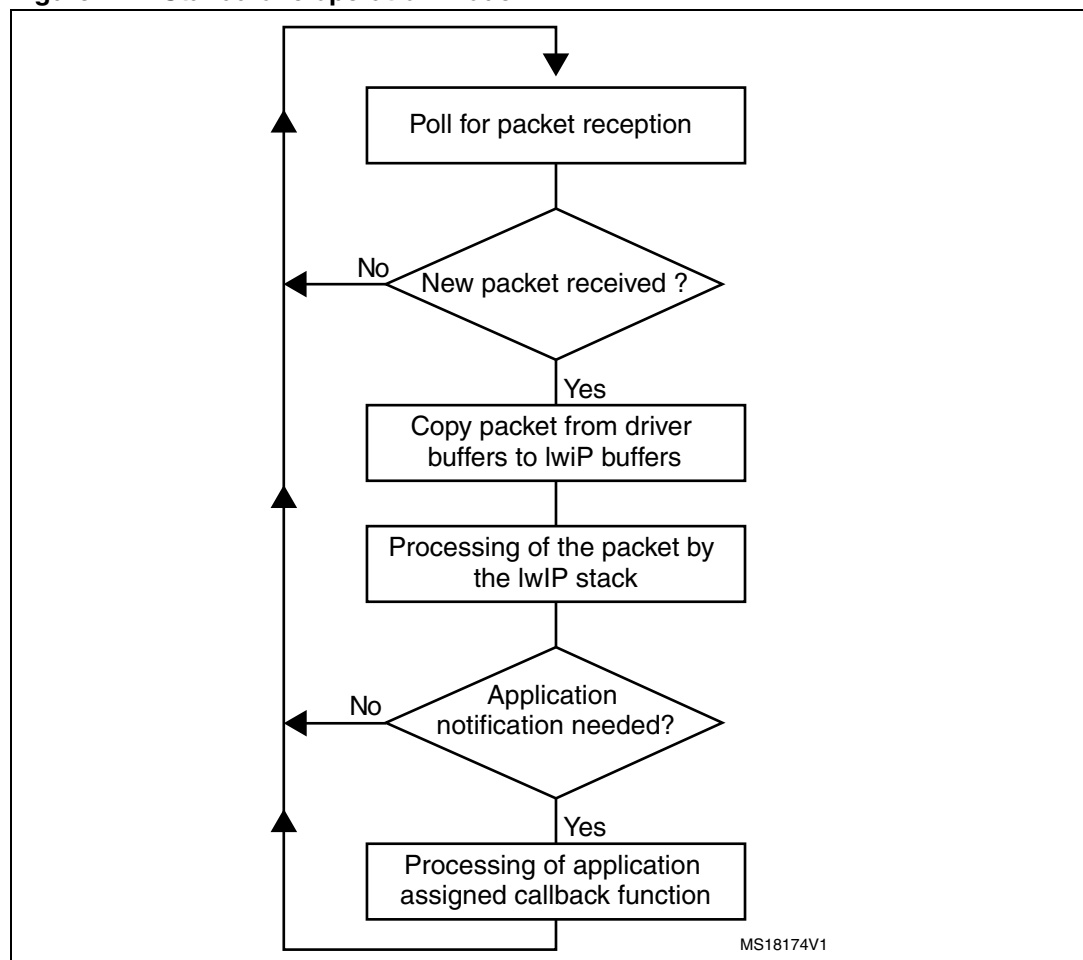 Poll for packet reception
No
New packet received ?
Yes
Copy packet from driver
buffers to lwiP buffers
Processing of the packet by
the lwIP stack
Application
No
notification needed?
Yes
Processing of application
assigned callback function
MS18174V1